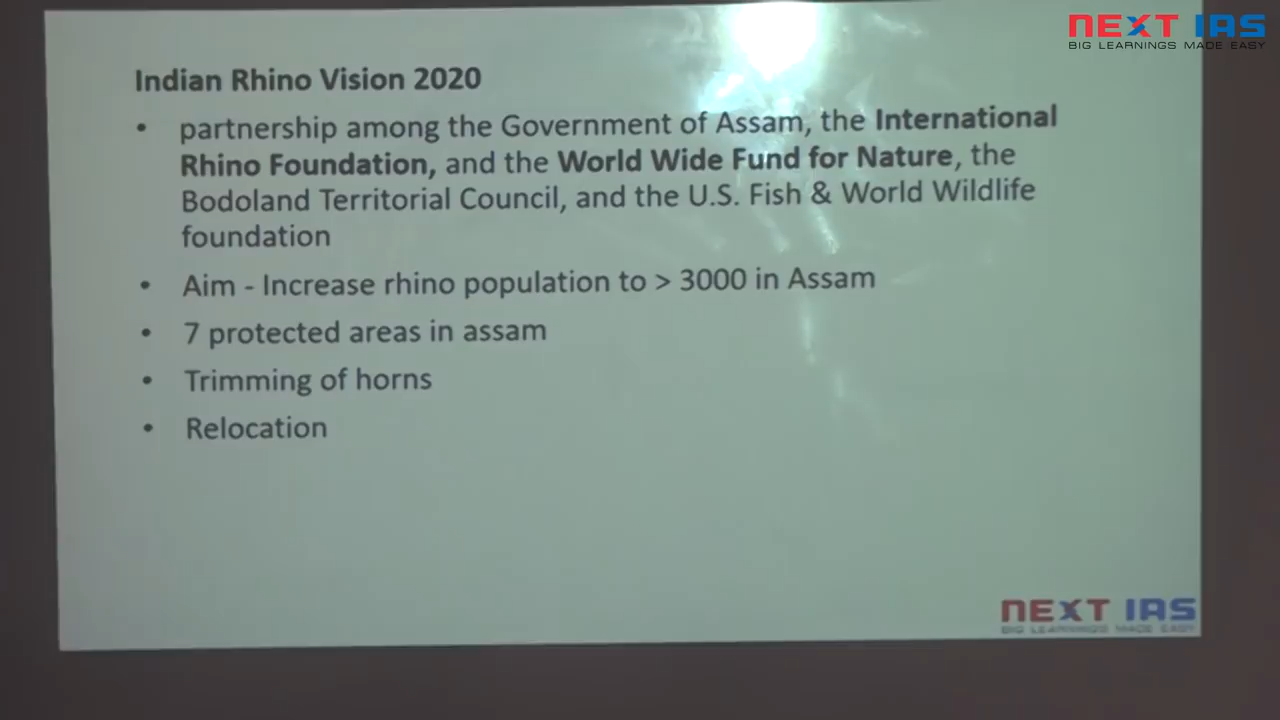 NEXT IAS
BIG LEARNINGS MADE EASY
Indian Rhino Vision 2020
• partnership among the Government of Assam, the International
Rhino Foundation, and the World Wide Fund for Nature, the
Bodoland Territorial Council, and the U.S. Fish & World Wildlife
foundation
• Aim - Increase rhino population to > 3000 in Assam
• 7 protected areas in assam
• Trimming of horns
• Relocation
NEXT IAS
BIG LEARNINGS MADE EASY